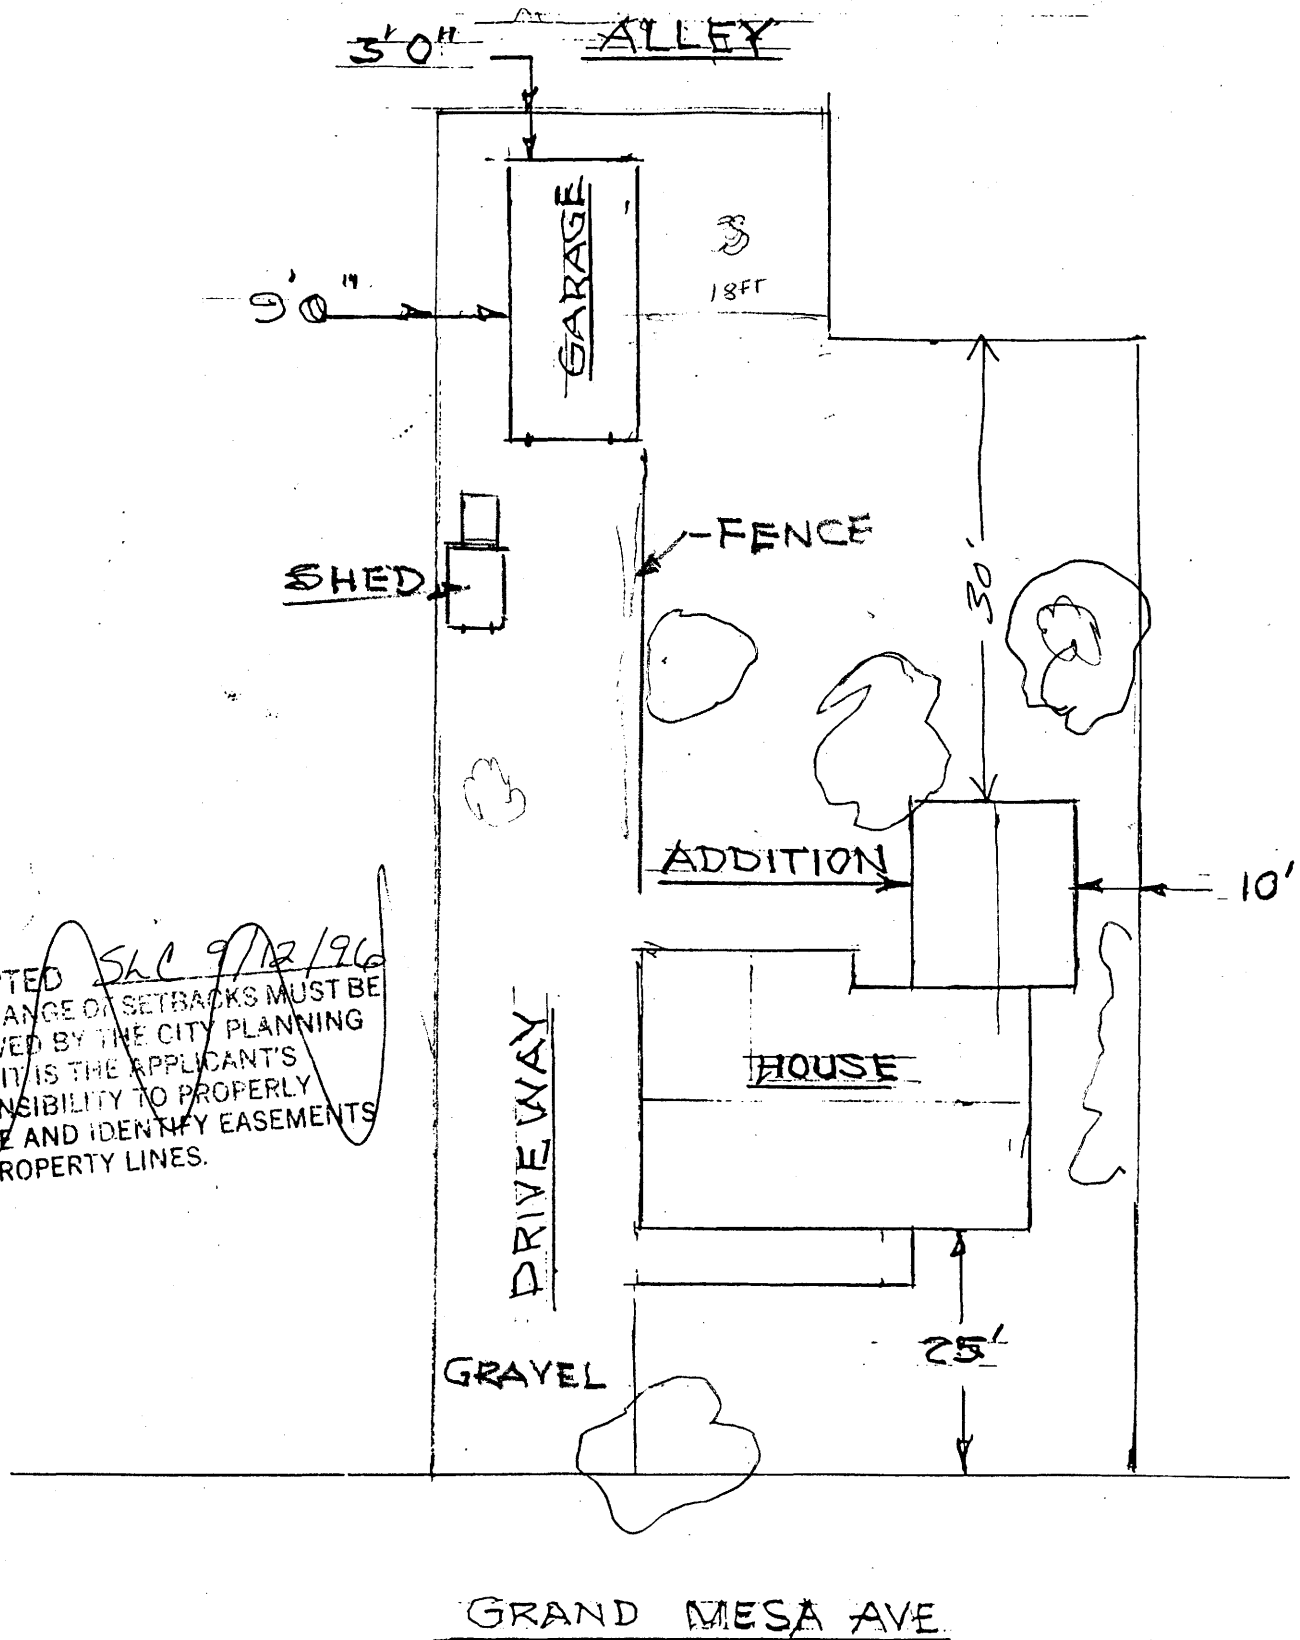 ALLEY
3'0"
GARAGE
18FT
9'0"
FENCE
SHED
30'
ADDITION
10'
TED SLC 9/12/96
ANGE OF SETBACKS MUST BE
VED BY THE CITY PLANNING
IT IS THE APPLICANT'S
NSIBILITY TO PROPERLY
E AND IDENTIFY EASEMENTS
ROPERTY LINES.
HOUSE
DRIVEWAY
25'
GRAVEL
GRAND MESA AVE